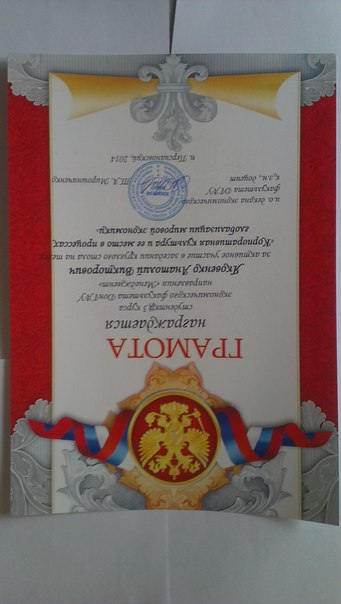 ГРАМОТА
награждается
студентка 3 курса
экономического факультета ДонГАУ
направления «Менеджмент»
Яковенко Анатолий Викторович
за активное участие в заседании круглого стола на тему
«Корпоративная культура и ее место в процессах
глобализации мировой экономики»
и.о. декана экономического
факультета ДГАУ
к.э.н., доцент Т.А. Мирошниченко
п. Персиановский, 2014